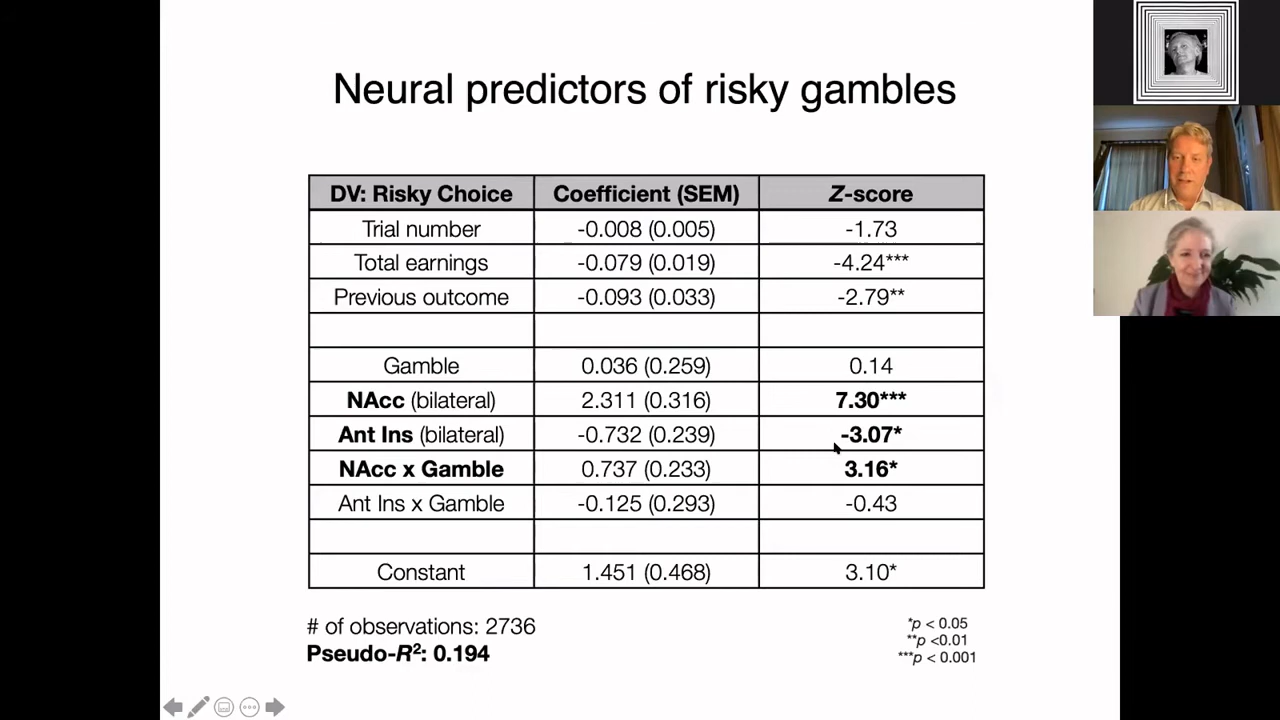 Neural predictors of risky gambles
DV: Risky Choice Coefficient (SEM) Z-score
Trial number -0.008 (0.005) -1.73
Total earnings -0.079 (0.019) -4.24***
Previous outcome -0.093 (0.033) -2.79**
Gamble 0.036 (0.259) 0.14
NAcc (bilateral) 2.311 (0.316) 7.30***
Ant Ins (bilateral) -0.732 (0.239) -3.07*
NAcc x Gamble 0.737 (0.233) 3.16*
Ant Ins x Gamble -0.125 (0.293) -0.43
Constant 1.451 (0.468) 3.10*
# of observations: 2736
Pseudo-R²: 0.194
*p < 0.05
**p <0.01
***p < 0.001